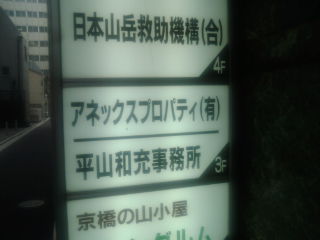 日本山岳救助機構(合)
4F
アネックスプロパティ(有)
平山和充事務所
3F
京橋の山小屋